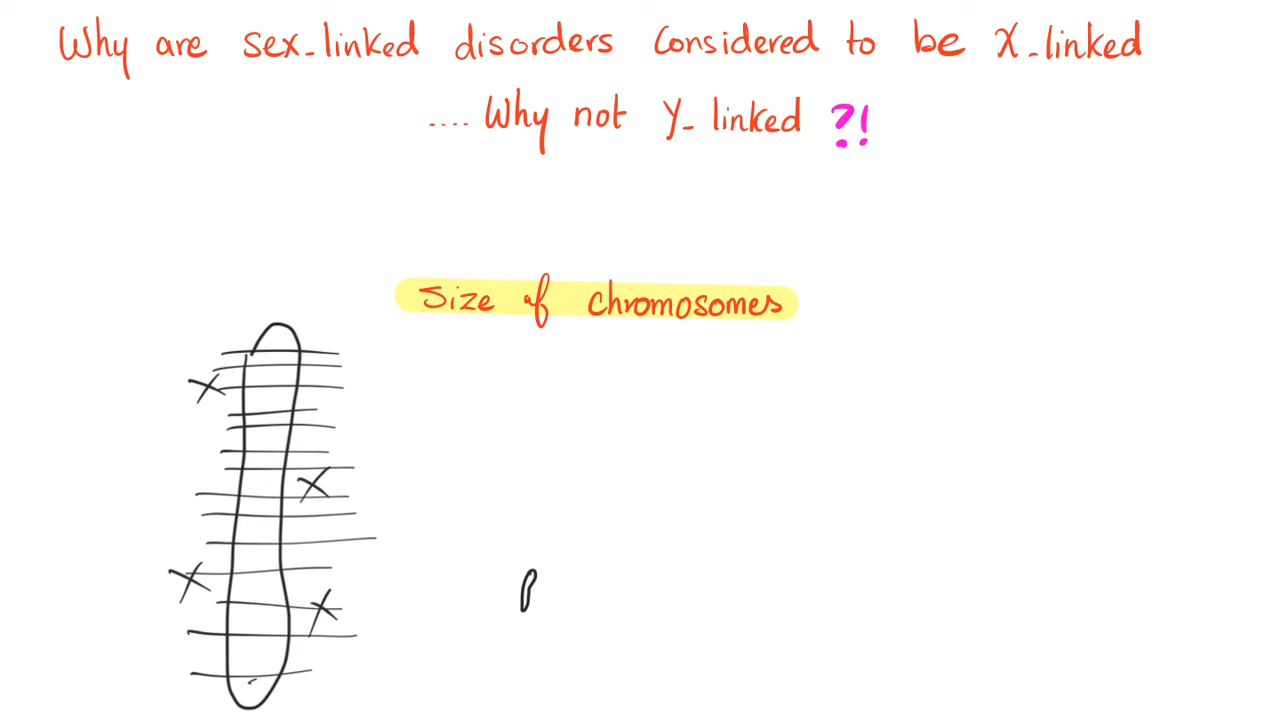 Why are sex-linked disorders considered to be X-linked
.... Why not Y-linked ?!
Size of chromosomes